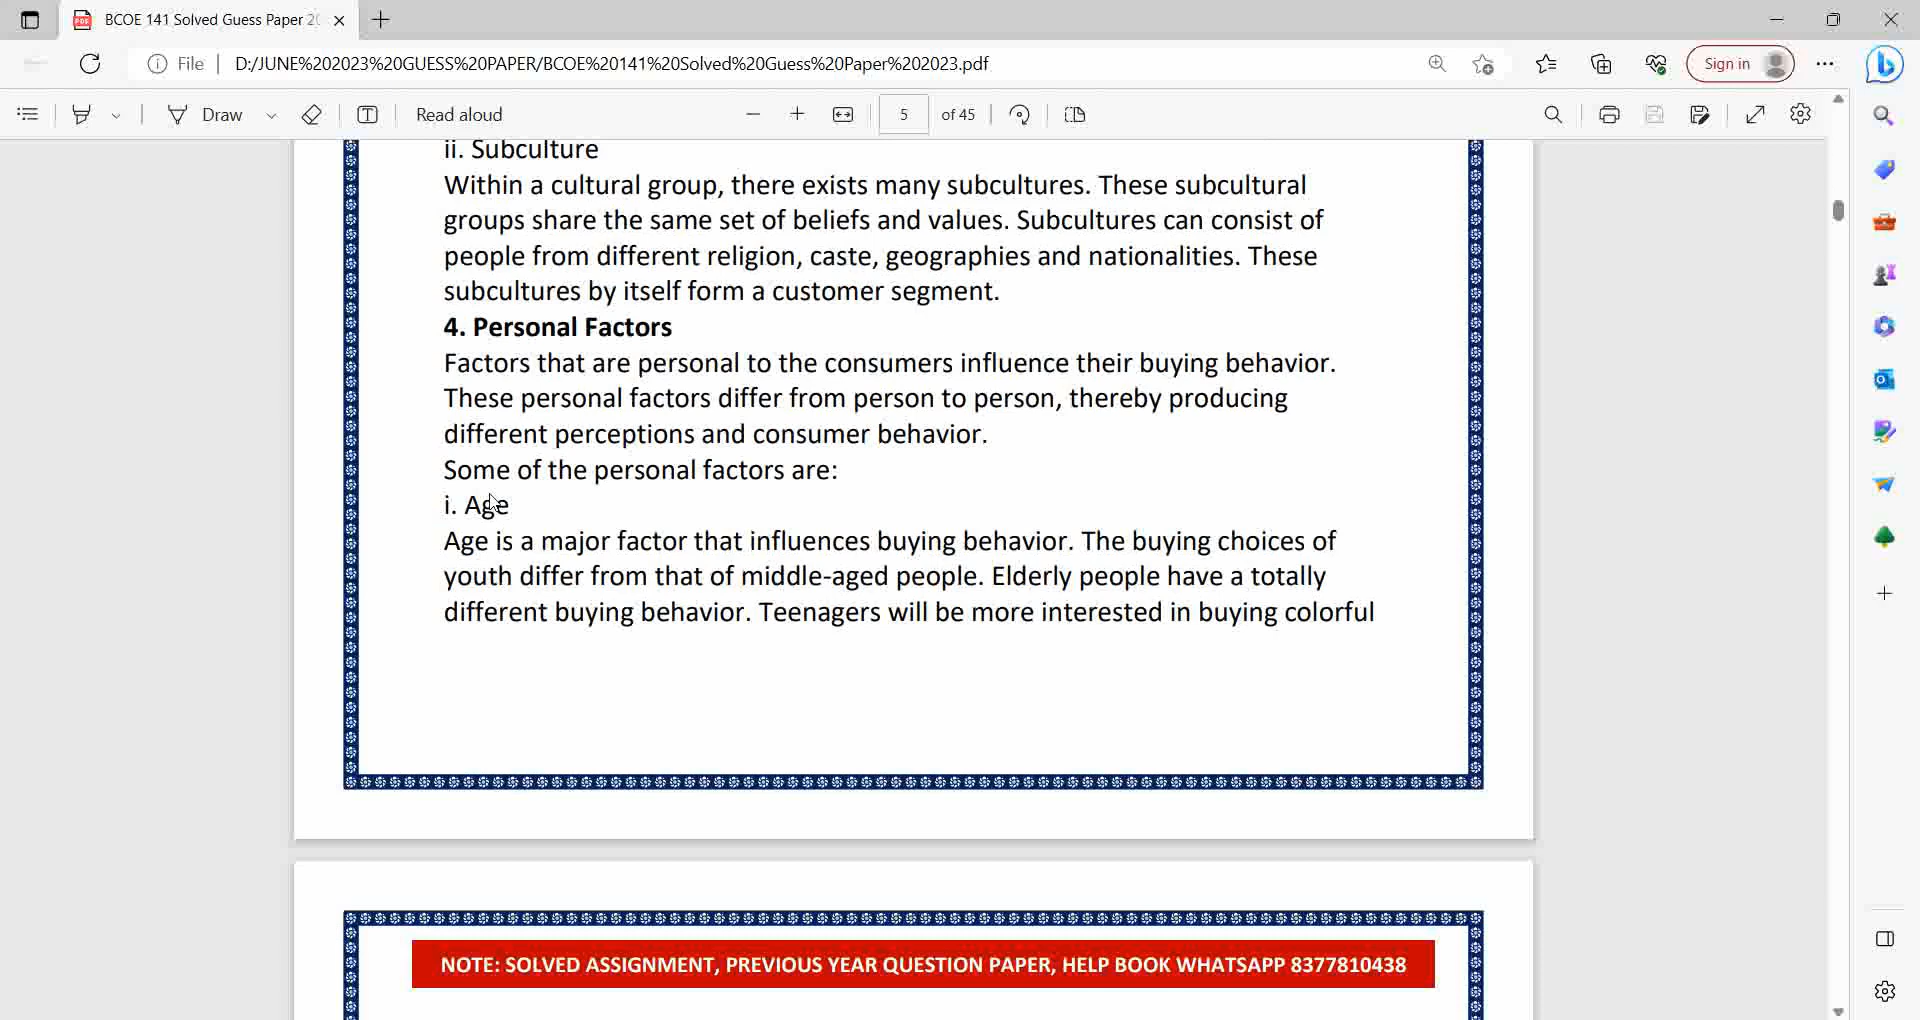 BCOE 141 Solved Guess Paper 20
File
D:/JUNE%202023%20GUESS%20PAPER/BCOE%20141%20Solved%20Guess%20Paper%202023.pdf
Sign in
Draw
Read aloud
5
of 45
ii. Subculture
Within a cultural group, there exists many subcultures. These subcultural
groups share the same set of beliefs and values. Subcultures can consist of
people from different religion, caste, geographies and nationalities. These
subcultures by itself form a customer segment.
4. Personal Factors
Factors that are personal to the consumers influence their buying behavior.
These personal factors differ from person to person, thereby producing
different perceptions and consumer behavior.
Some of the personal factors are:
i. Age
Age is a major factor that influences buying behavior. The buying choices of
youth differ from that of middle-aged people. Elderly people have a totally
different buying behavior. Teenagers will be more interested in buying colorful
NOTE: SOLVED ASSIGNMENT, PREVIOUS YEAR QUESTION PAPER, HELP BOOK WHATSAPP 8377810438